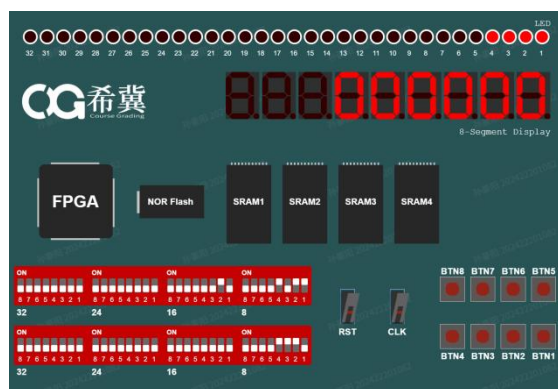 LED
32 31 30 29 28 27 26 25 24 23 22 21 20 19 18 17 16 15 14 13 12 11 10 9 8 7 6 5 4 3 2 1
CG希冀
Course Grading
8-Segment Display
FPGA
NOR Flash
SRAM1 SRAM2 SRAM3 SRAM4
ON ON ON ON
8 7 6 5 4 3 2 1 8 7 6 5 4 3 2 1 8 7 6 5 4 3 2 1 8 7 6 5 4 3 2 1
32 24 16 8
BTN8 BTN7 BTN6 BTN5
RST CLK
ON ON ON ON
8 7 6 5 4 3 2 1 8 7 6 5 4 3 2 1 8 7 6 5 4 3 2 1 8 7 6 5 4 3 2 1
32 24 16 8
BTN4 BTN3 BTN2 BTN1